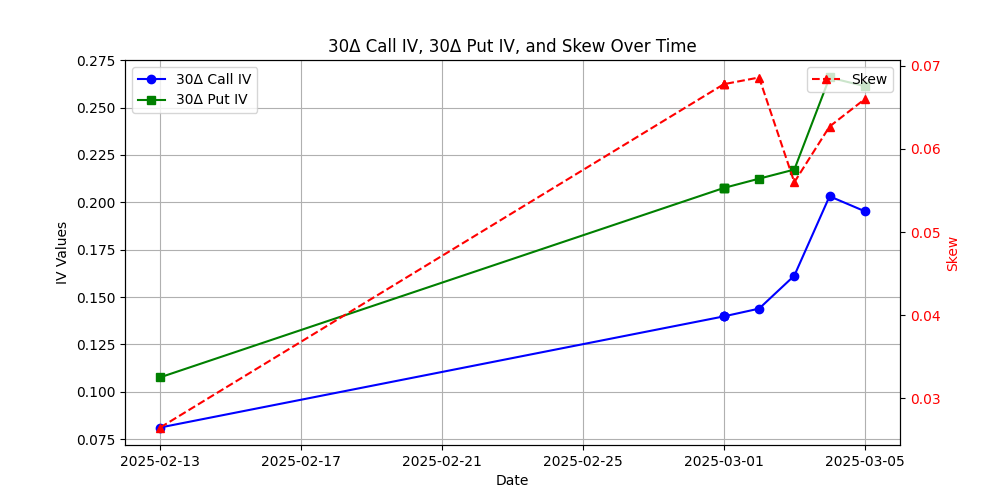 30Δ Call IV, 30Δ Put IV, and Skew Over Time
30Δ Call IV
30Δ Put IV
Skew
0.275
0.250
0.225
0.200
0.175
0.150
0.125
0.100
0.075
IV Values
0.07
0.06
0.05
0.04
0.03
Skew
2025-02-13
2025-02-17
2025-02-21
2025-02-25
2025-03-01
2025-03-05
Date